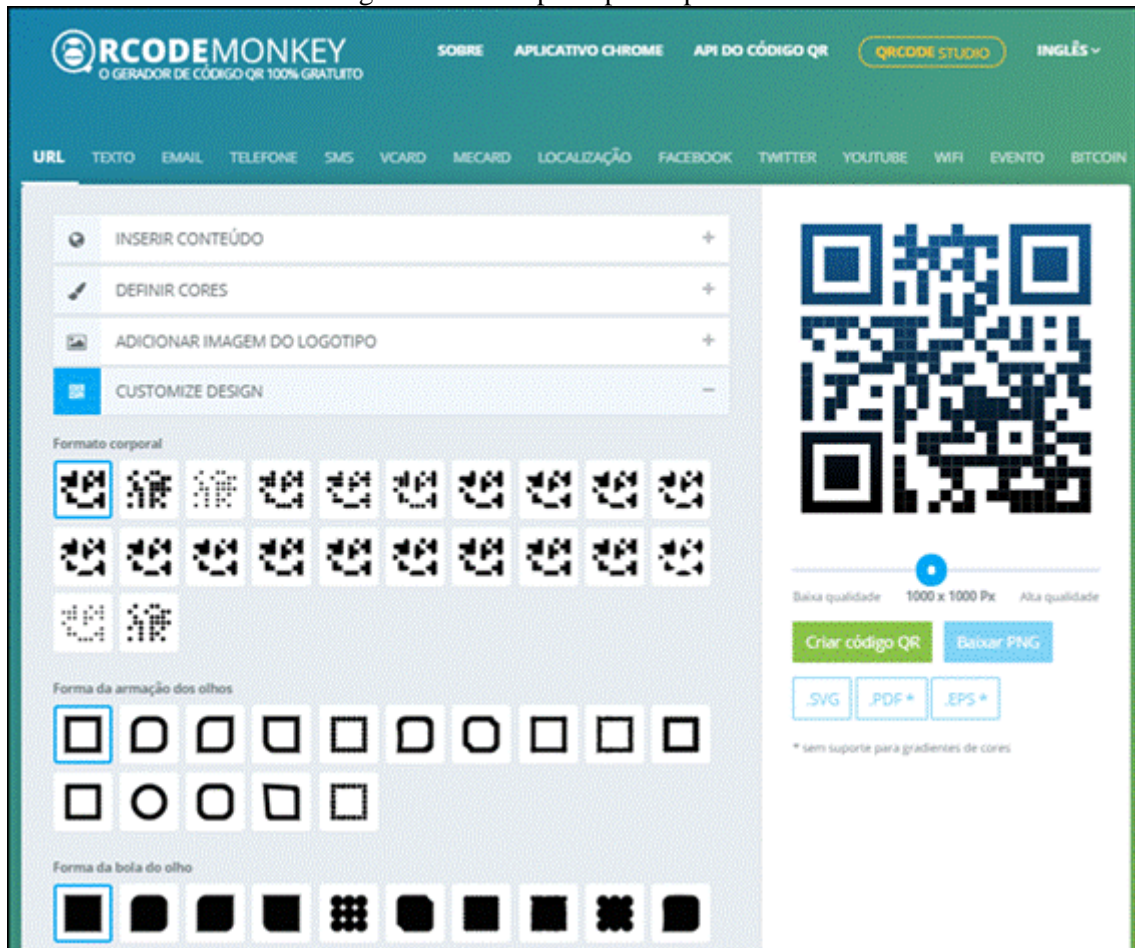 QRCODEMONKEY
O GERADOR DE CÓDIGO QR 100% GRATUITO
SOBRE APLICATIVO CHROME API DO CÓDIGO QR QRCODE STUDIO INGLÊS
URL TEXTO EMAIL TELEFONE SMS VCARD MECARD LOCALIZAÇÃO FACEBOOK TWITTER YOUTUBE WIFI EVENTO BITCOIN
INSERIR CONTEÚDO +
DEFINIR CORES +
ADICIONAR IMAGEM DO LOGOTIPO +
CUSTOMIZE DESIGN −
Formato corporal
Forma da armação dos olhos
Forma da bola do olho
Baixa qualidade 1000 x 1000 Px Alta qualidade
Criar código QR Baixar PNG
.SVG .PDF * .EPS *
* sem suporte para gradientes de cores